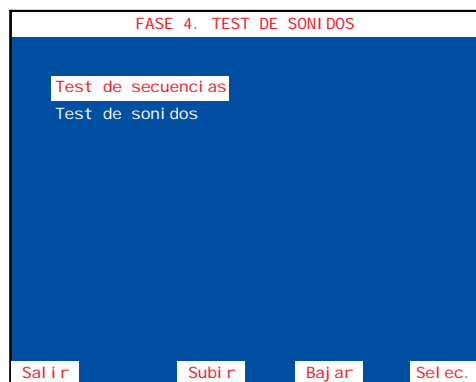 FASE 4. TEST DE SONIDOS
Test de secuencias
Test de sonidos
Salir Subir Bajar Selec.